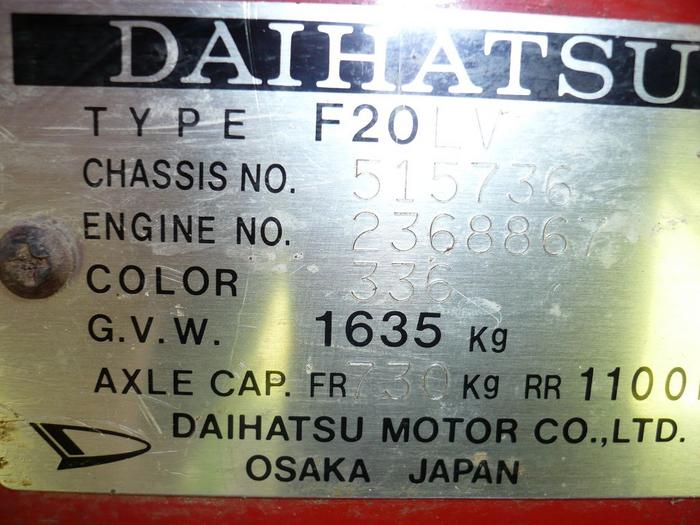 DAIHATSU
TYPE F20LV
CHASSIS NO. 515736
ENGINE NO. 2368867
COLOR 336
G.V.W. 1635 Kg
AXLE CAP. FR 730 Kg RR 1100
DAIHATSU MOTOR CO.,LTD.
OSAKA JAPAN